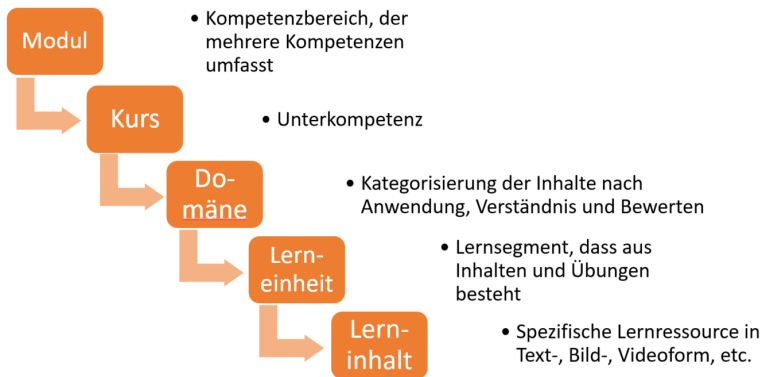 Modul
• Kompetenzbereich, der
mehrere Kompetenzen
umfasst
Kurs
• Unterkompetenz
Do-
mäne
• Kategorisierung der Inhalte nach
Anwendung, Verständnis und Bewerten
Lern-
einheit
• Lernsegment, dass aus
Inhalten und Übungen
besteht
Lern-
inhalt
• Spezifische Lernressource in
Text-, Bild-, Videoform, etc.